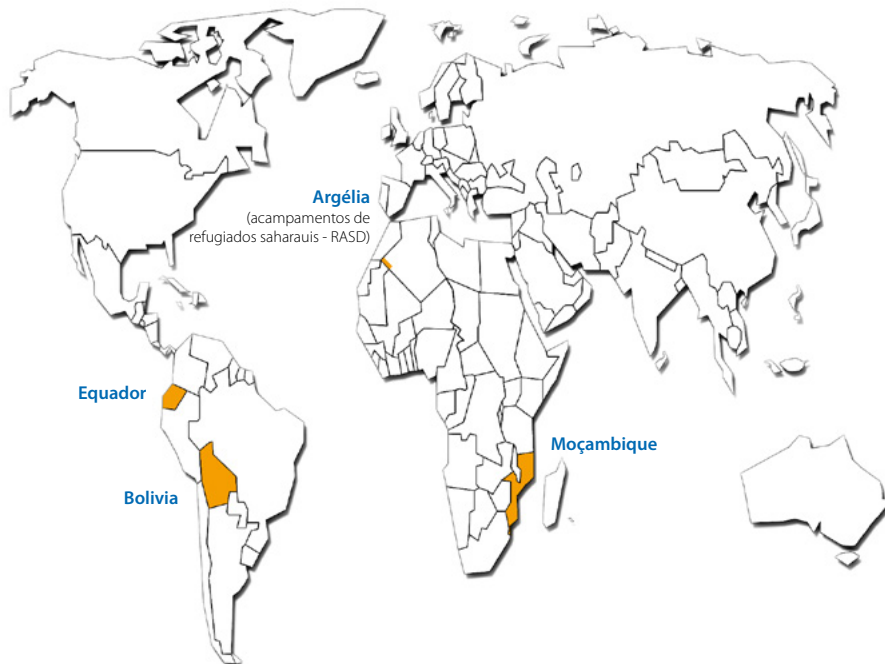 Argélia
(acampamentos de
refugiados saharauis - RASD)
Equador
Moçambique
Bolivia